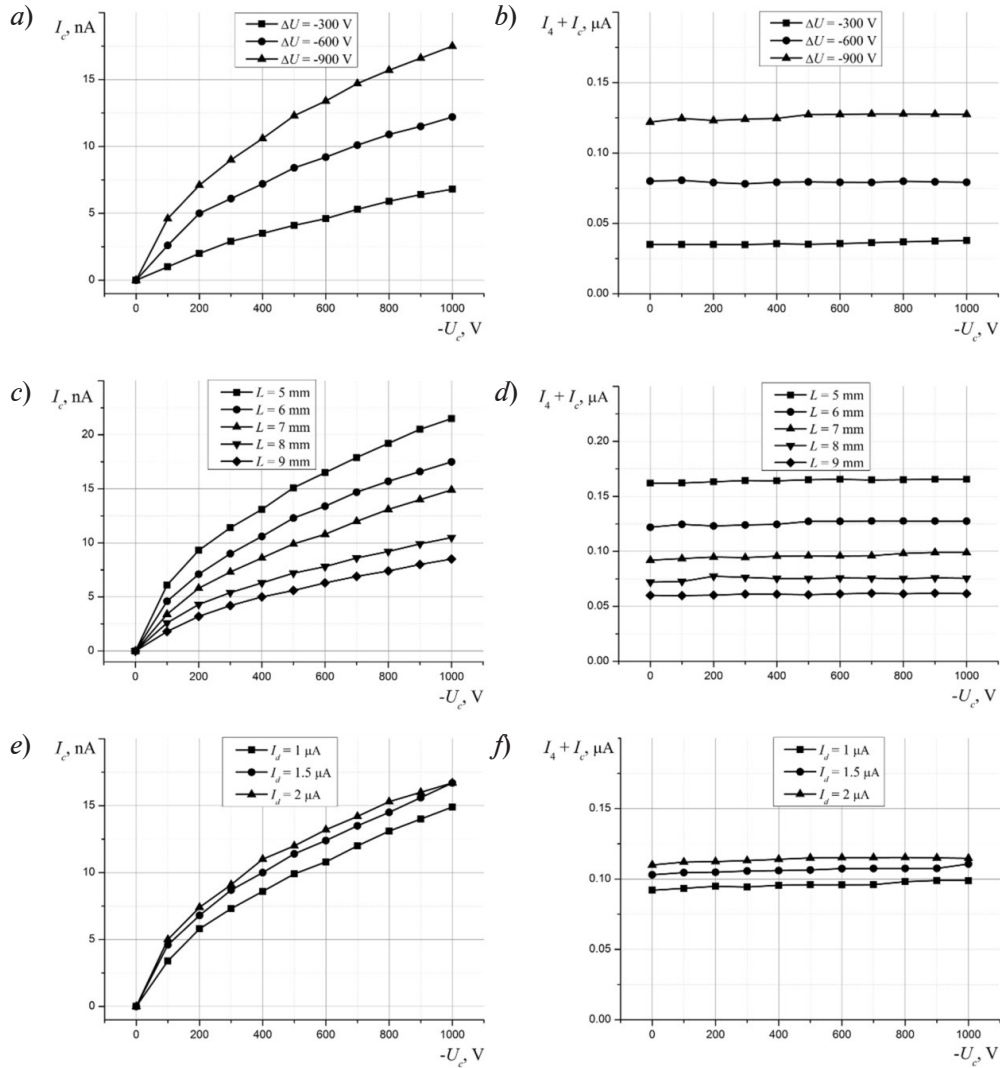 a)
I_c, nA
ΔU = -300 V
ΔU = -600 V
ΔU = -900 V
15
10
5
0
0 200 400 600 800 1000
-U_c, V
b)
I_4 + I_c, μA
ΔU = -300 V
ΔU = -600 V
ΔU = -900 V
0.15
0.10
0.05
0.00
0 200 400 600 800 1000
-U_c, V
c)
I_c, nA
L = 5 mm
L = 6 mm
L = 7 mm
L = 8 mm
L = 9 mm
20
15
10
5
0
0 200 400 600 800 1000
-U_c, V
d)
I_4 + I_c, μA
L = 5 mm
L = 6 mm
L = 7 mm
L = 8 mm
L = 9 mm
0.20
0.15
0.10
0.05
0.00
0 200 400 600 800 1000
-U_c, V
e)
I_c, nA
I_d = 1 μA
I_d = 1.5 μA
I_d = 2 μA
15
10
5
0
0 200 400 600 800 1000
-U_c, V
f)
I_4 + I_c, μA
I_d = 1 μA
I_d = 1.5 μA
I_d = 2 μA
0.15
0.10
0.05
0.00
0 200 400 600 800 1000
-U_c, V